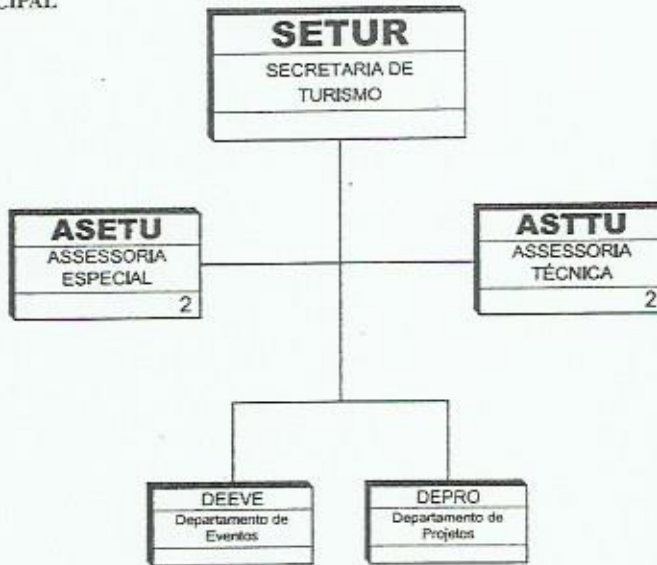 CIPAL
SETUR
SECRETARIA DE
TURISMO
ASETU
ASSESSORIA
ESPECIAL
2
ASTTU
ASSESSORIA
TÉCNICA
2
DEEVE
Departamento de
Eventos
DEPRO
Departamento de
Projetos